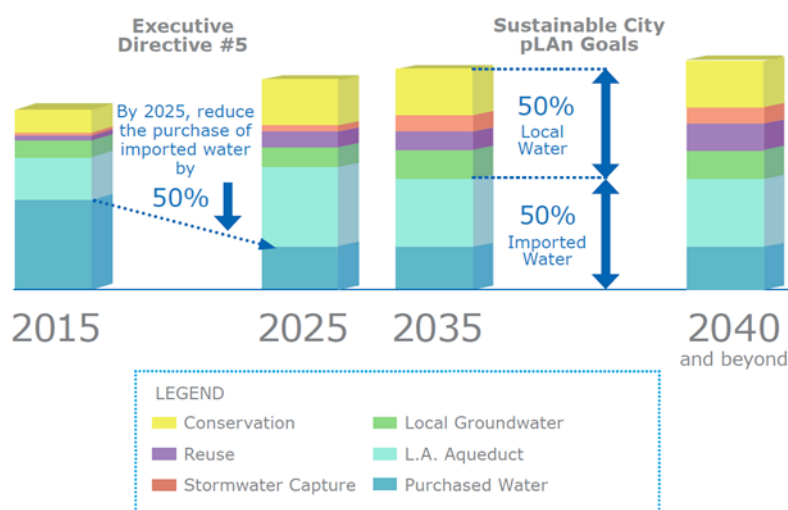 Executive
Directive #5
Sustainable City
pLAn Goals
By 2025, reduce
the purchase of
imported water
by
50%
50%
Local
Water
50%
Imported
Water
2015
2025
2035
2040
and beyond
LEGEND
Conservation
Local Groundwater
Reuse
L.A. Aqueduct
Stormwater Capture
Purchased Water